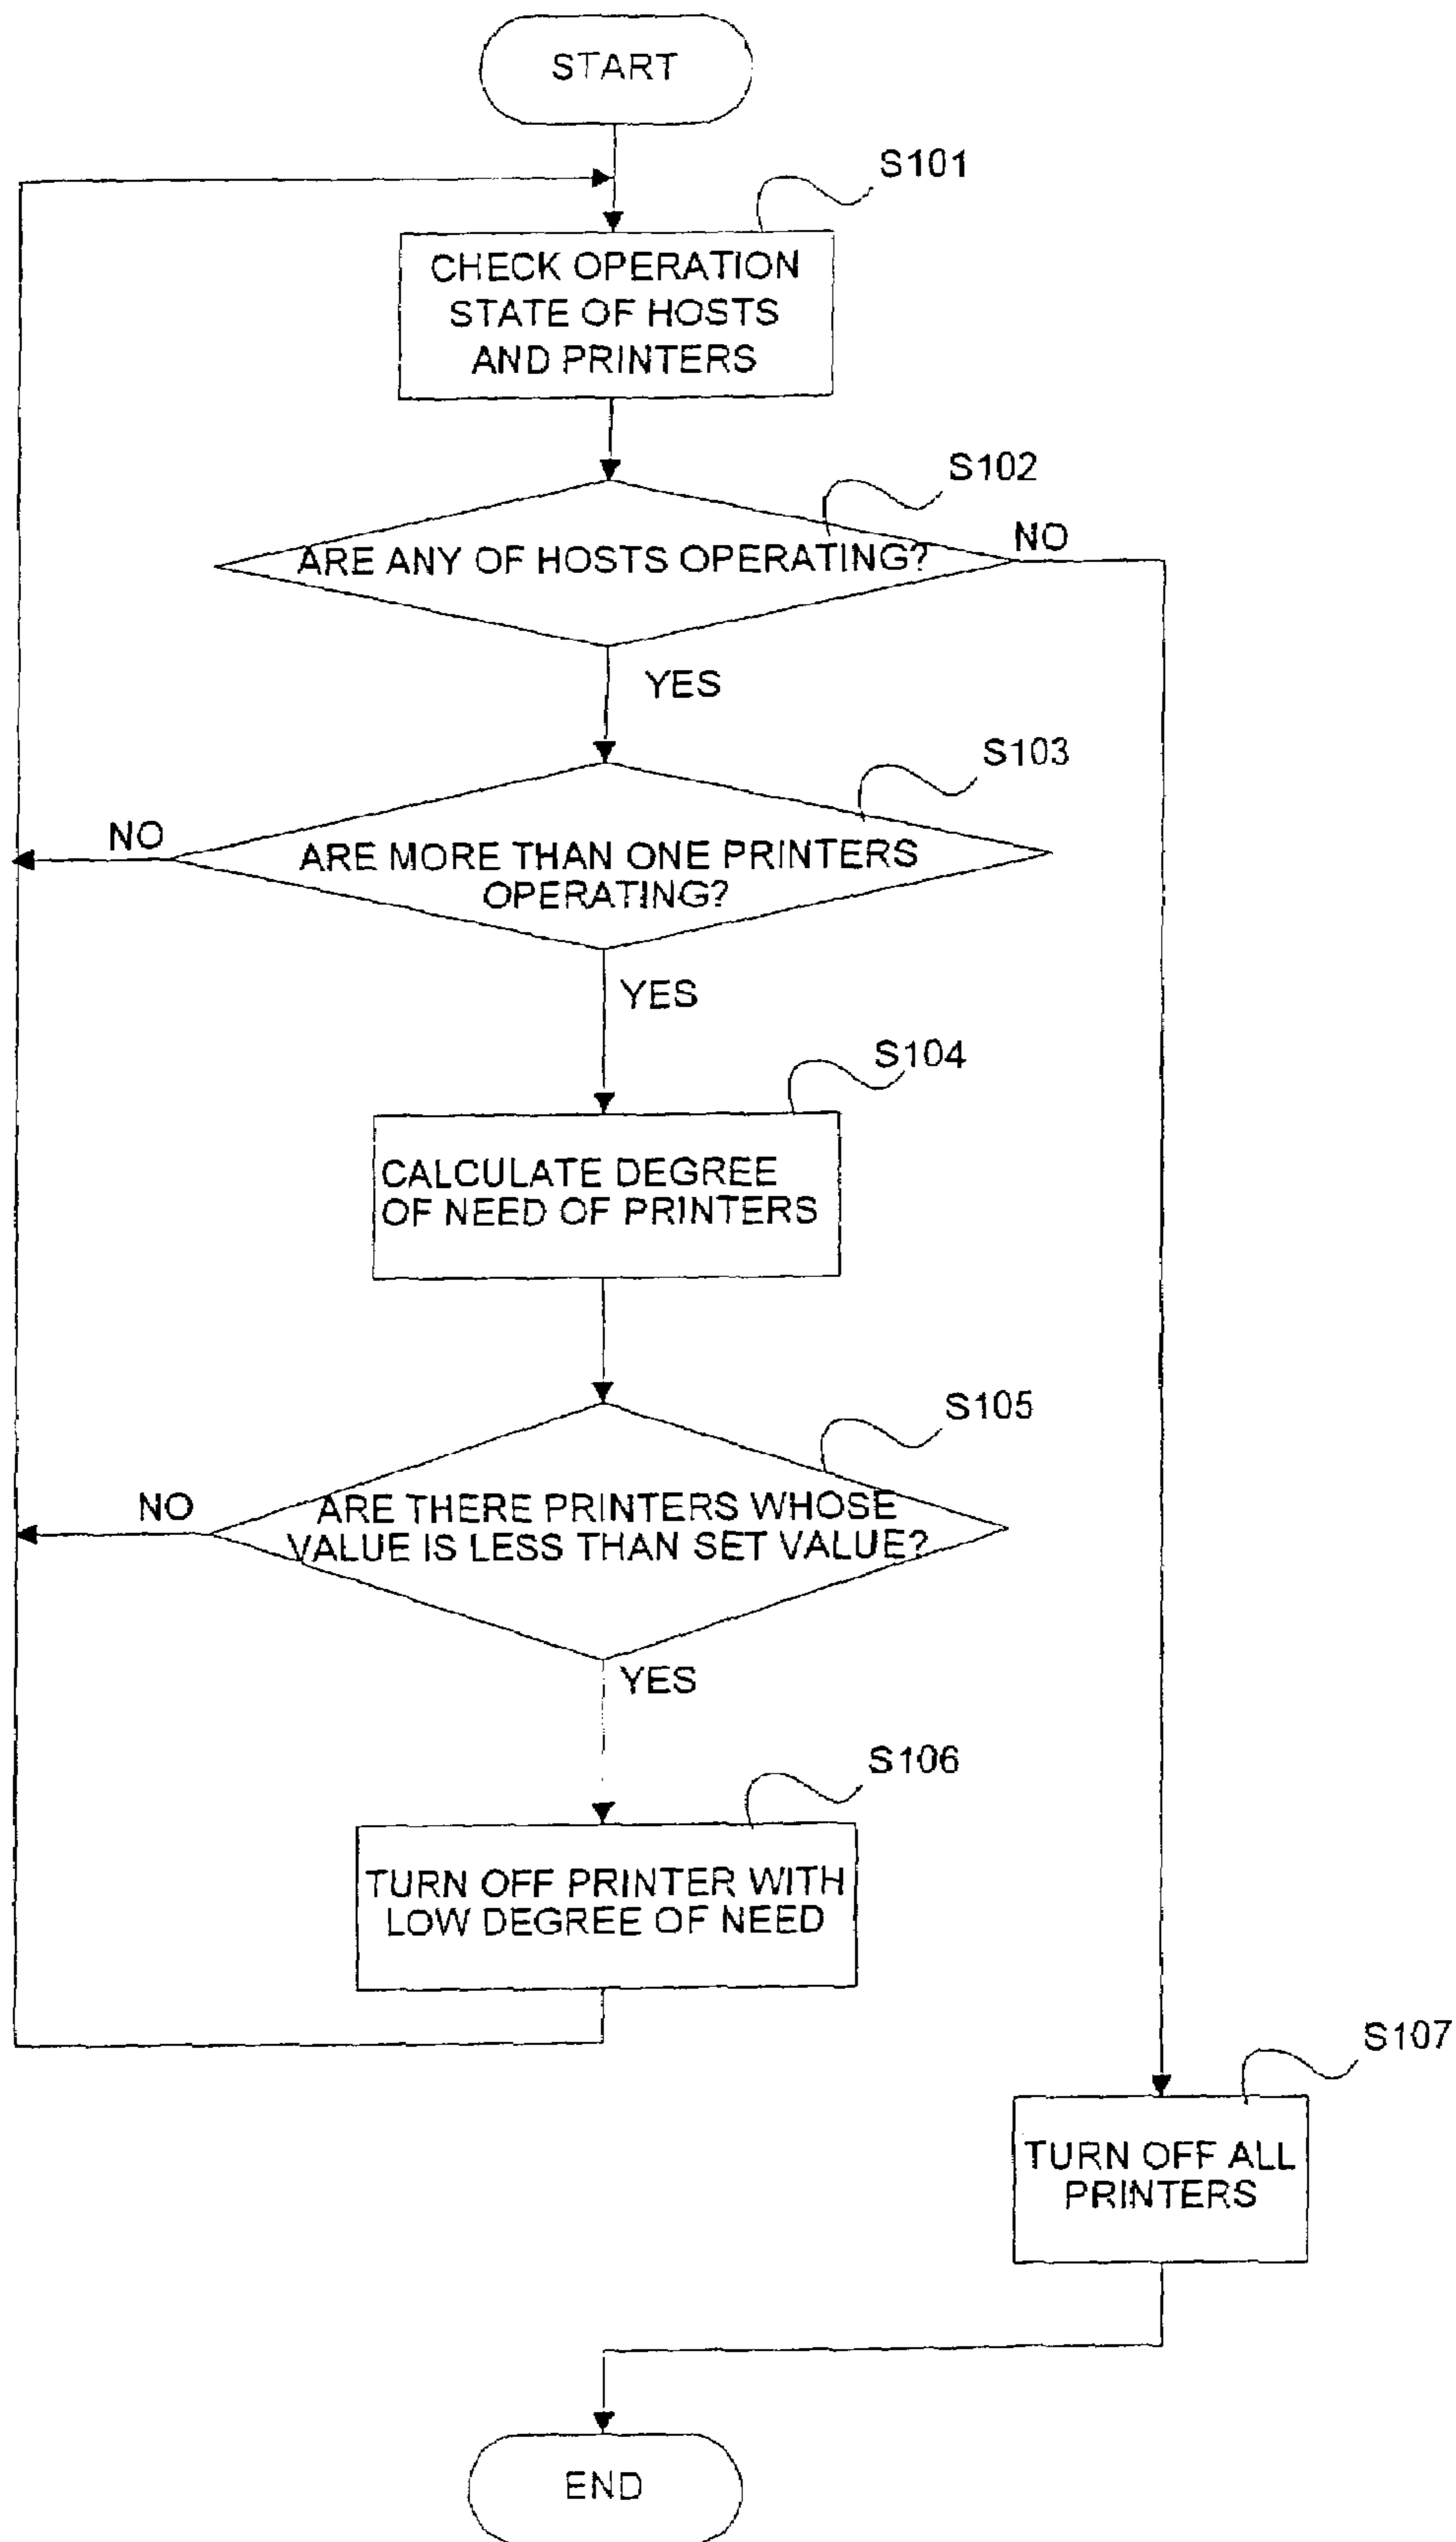 START
S101
CHECK OPERATION
STATE OF HOSTS
AND PRINTERS
S102
ARE ANY OF HOSTS OPERATING?
NO
YES
S103
NO
ARE MORE THAN ONE PRINTERS
OPERATING?
YES
S104
CALCULATE DEGREE
OF NEED OF PRINTERS
S105
NO
ARE THERE PRINTERS WHOSE
VALUE IS LESS THAN SET VALUE?
YES
S106
TURN OFF PRINTER WITH
LOW DEGREE OF NEED
S107
TURN OFF ALL
PRINTERS
END